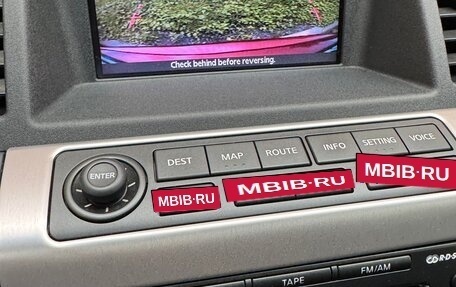 Check behind before reversing.
DEST MAP ROUTE INFO SETTING VOICE
ENTER
MBIB·RU MBIB·RU MBIB·RU
R·D·S
TAPE FM/AM